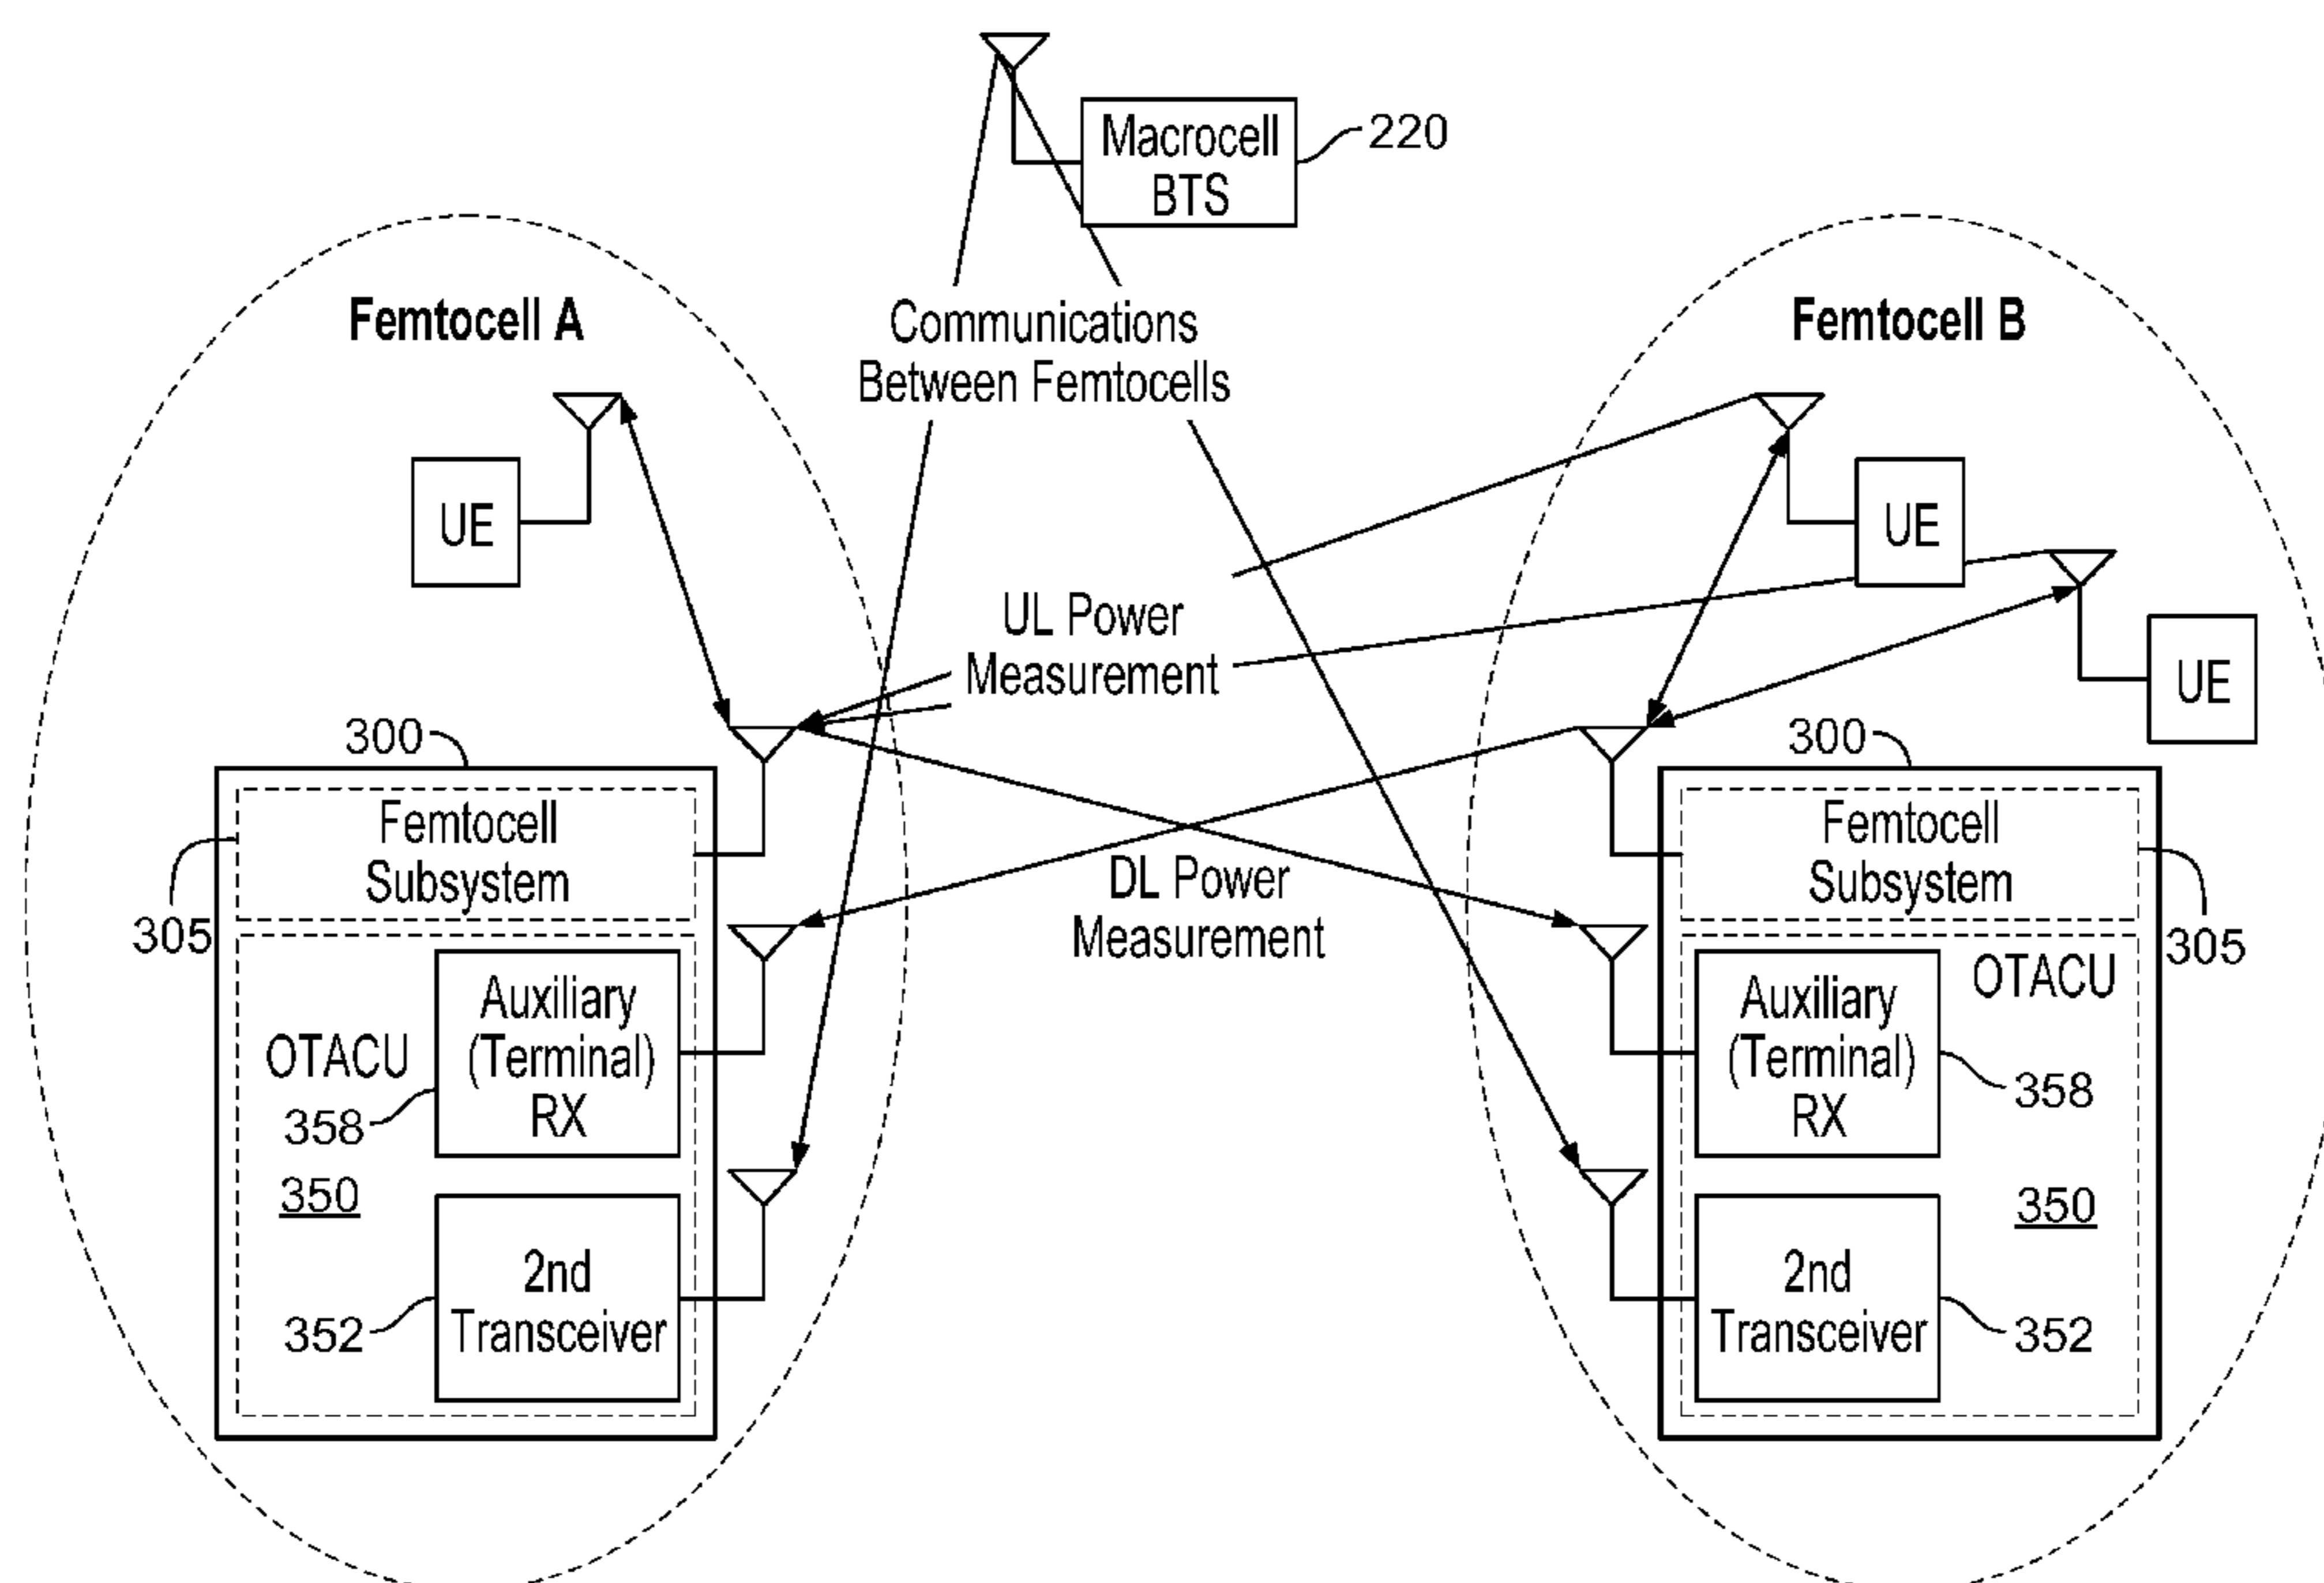 Macrocell
BTS
220
Femtocell A
Communications
Between Femtocells
Femtocell B
UE
UE
UL Power
Measurement
UE
300
300
Femtocell
Subsystem
Femtocell
Subsystem
305
DL Power
Measurement
305
OTACU
358
350
Auxiliary
(Terminal)
RX
OTACU
Auxiliary
(Terminal)
RX
358
350
352
2nd
Transceiver
2nd
Transceiver
352